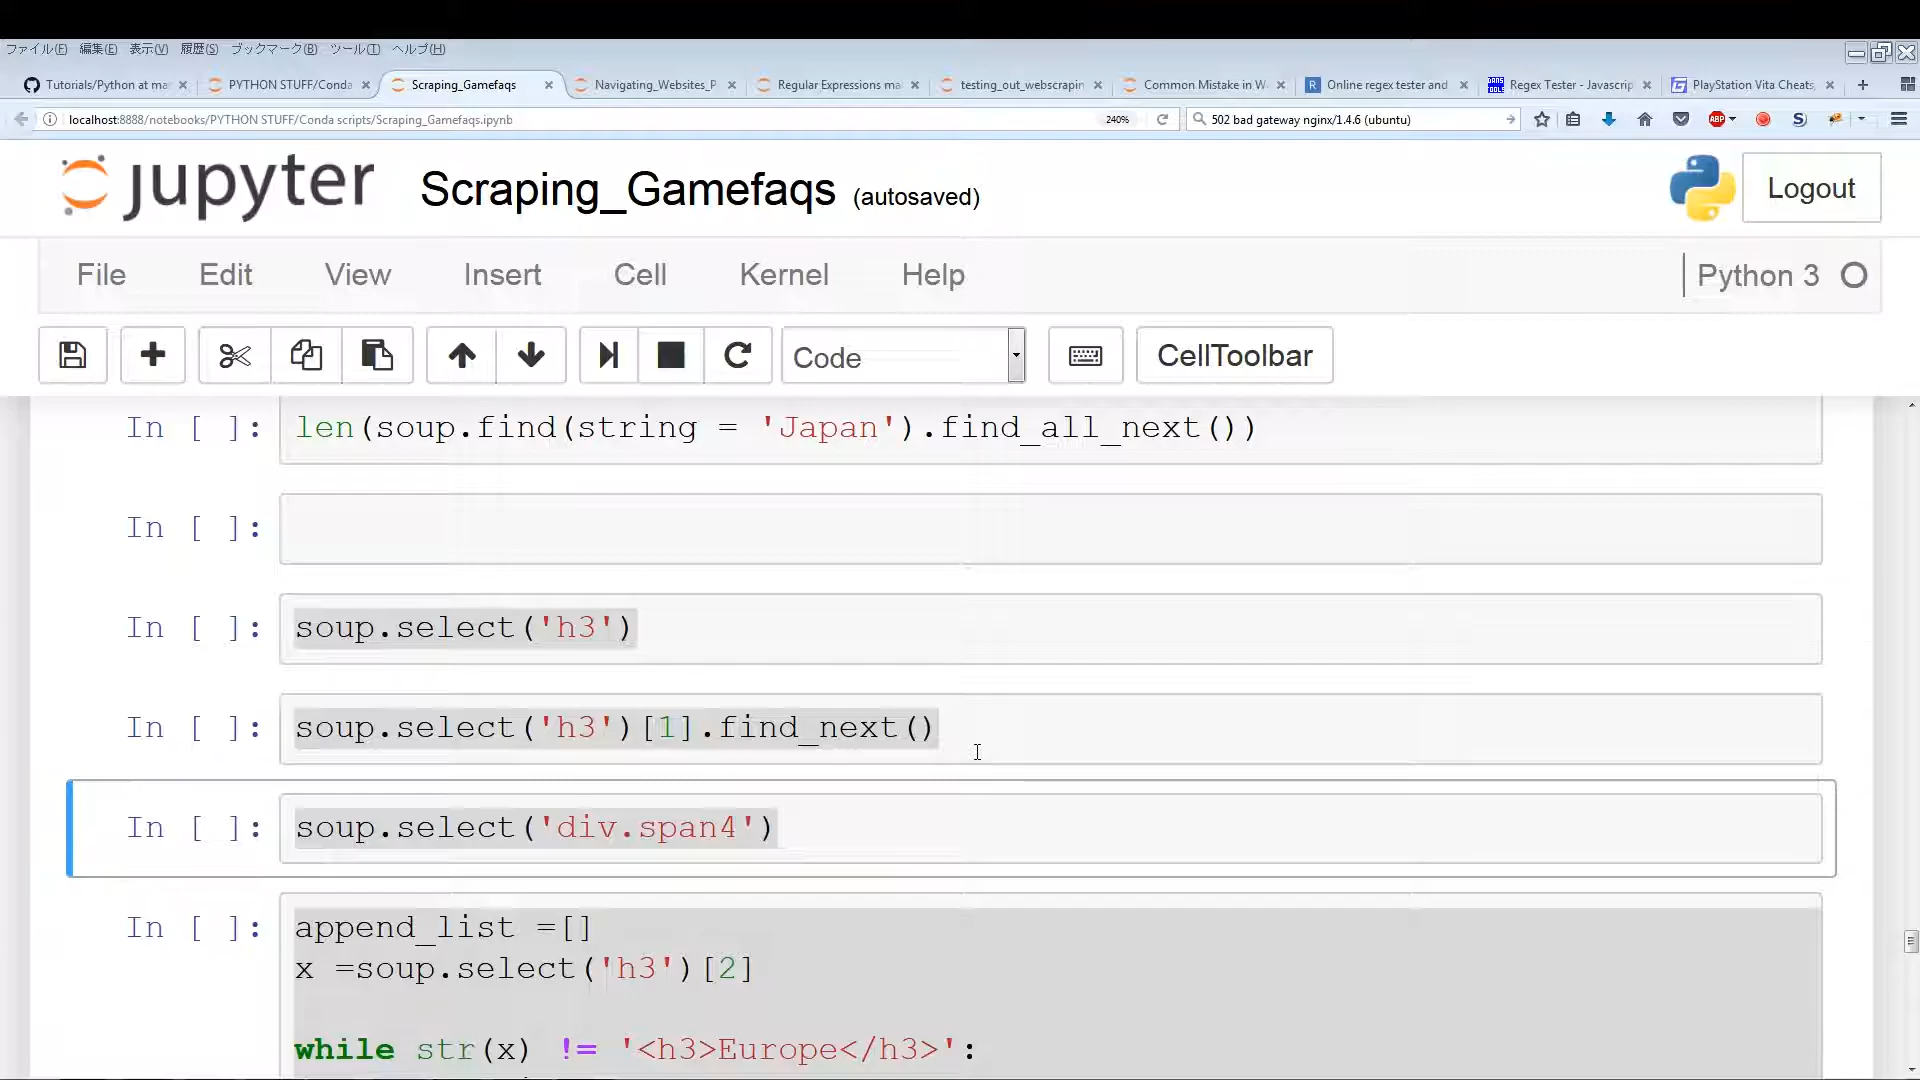 ファイル(F) 編集(E) 表示(V) 履歴(S) ブックマーク(B) ツール(T) ヘルプ(H)
Tutorials/Python at ma PYTHON STUFF/Conda Scraping_Gamefaqs Navigating_Websites_P Regular Expressions ma testing_out_webscrapin Common Mistake in W Online regex tester and Regex Tester - Javascrip PlayStation Vita Cheats,
localhost:8888/notebooks/PYTHON STUFF/Conda scripts/Scraping_Gamefaqs.ipynb 240% 502 bad gateway nginx/1.4.6 (ubuntu)
jupyter Scraping_Gamefaqs (autosaved) Logout
File Edit View Insert Cell Kernel Help Python 3
Code CellToolbar
In [ ]: len(soup.find(string = 'Japan').find_all_next())
In [ ]:
In [ ]: soup.select('h3')
In [ ]: soup.select('h3')[1].find_next()
In [ ]: soup.select('div.span4')
In [ ]: append_list =[]
x =soup.select('h3')[2]
while str(x) != '<h3>Europe</h3>':